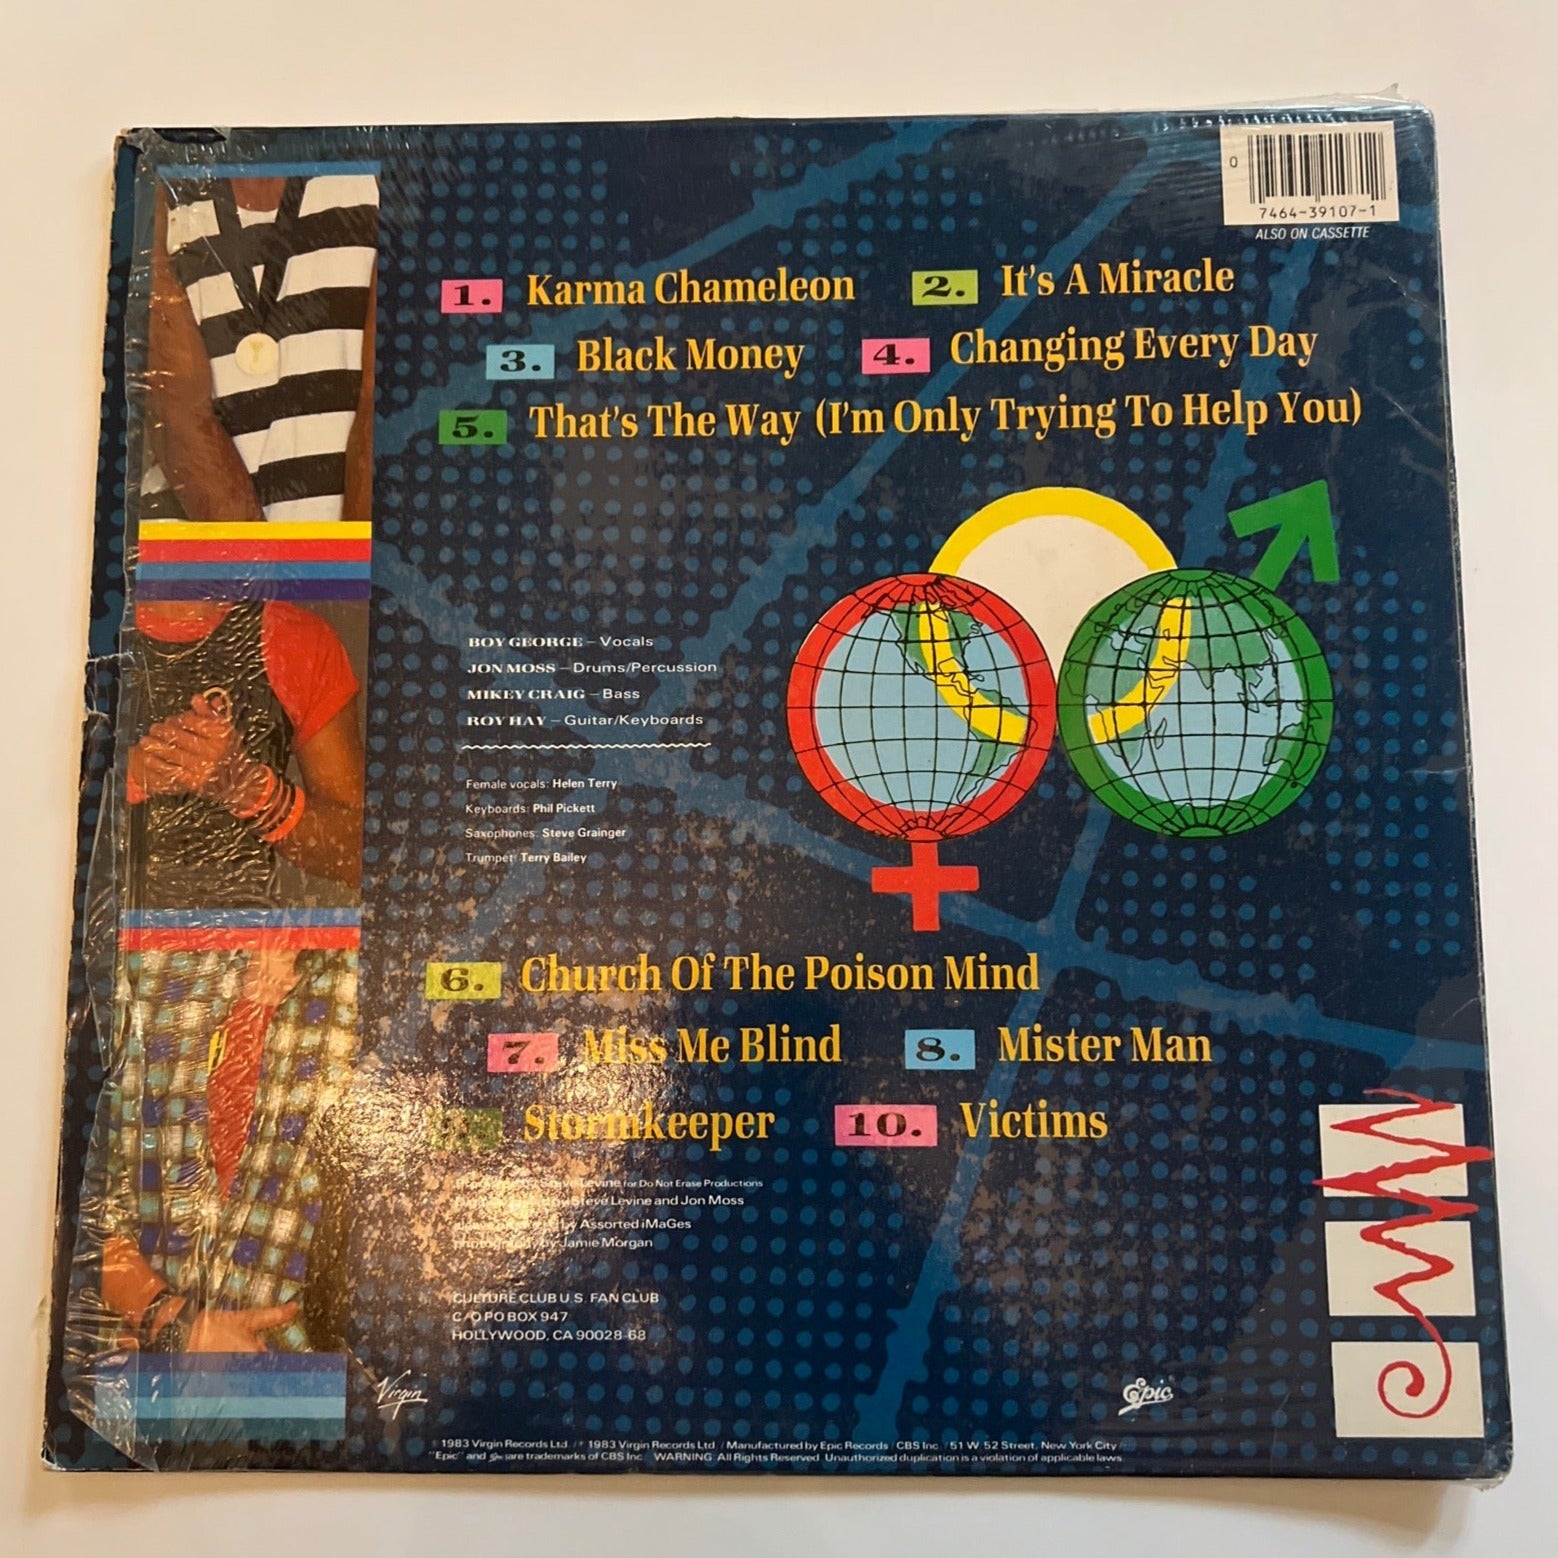 0
7464-39107-1
ALSO ON CASSETTE
1. Karma Chameleon 2. It's A Miracle
3. Black Money 4. Changing Every Day
5. That's The Way (I'm Only Trying To Help You)
BOY GEORGE – Vocals
JON MOSS – Drums/Percussion
MIKEY CRAIG – Bass
ROY HAY – Guitar/Keyboards
Female vocals: Helen Terry
Keyboards: Phil Pickett
Saxophones: Steve Grainger
Trumpet: Terry Bailey
6. Church Of The Poison Mind
7. Miss Me Blind 8. Mister Man
Stormkeeper 10. Victims
Steve Levine for Do Not Erase Productions
Steve Levine and Jon Moss
by Assorted iMaGes
by Jamie Morgan
CULTURE CLUB U.S. FAN CLUB
C/O P O BOX 947
HOLLYWOOD, CA 90028-68
Virgin
Epic
1983 Virgin Records Ltd. / ℗ 1983 Virgin Records Ltd / Manufactured by Epic Records / CBS Inc. / 51 W. 52 Street, New York City
"Epic" and are trademarks of CBS Inc. WARNING: All Rights Reserved. Unauthorized duplication is a violation of applicable laws.